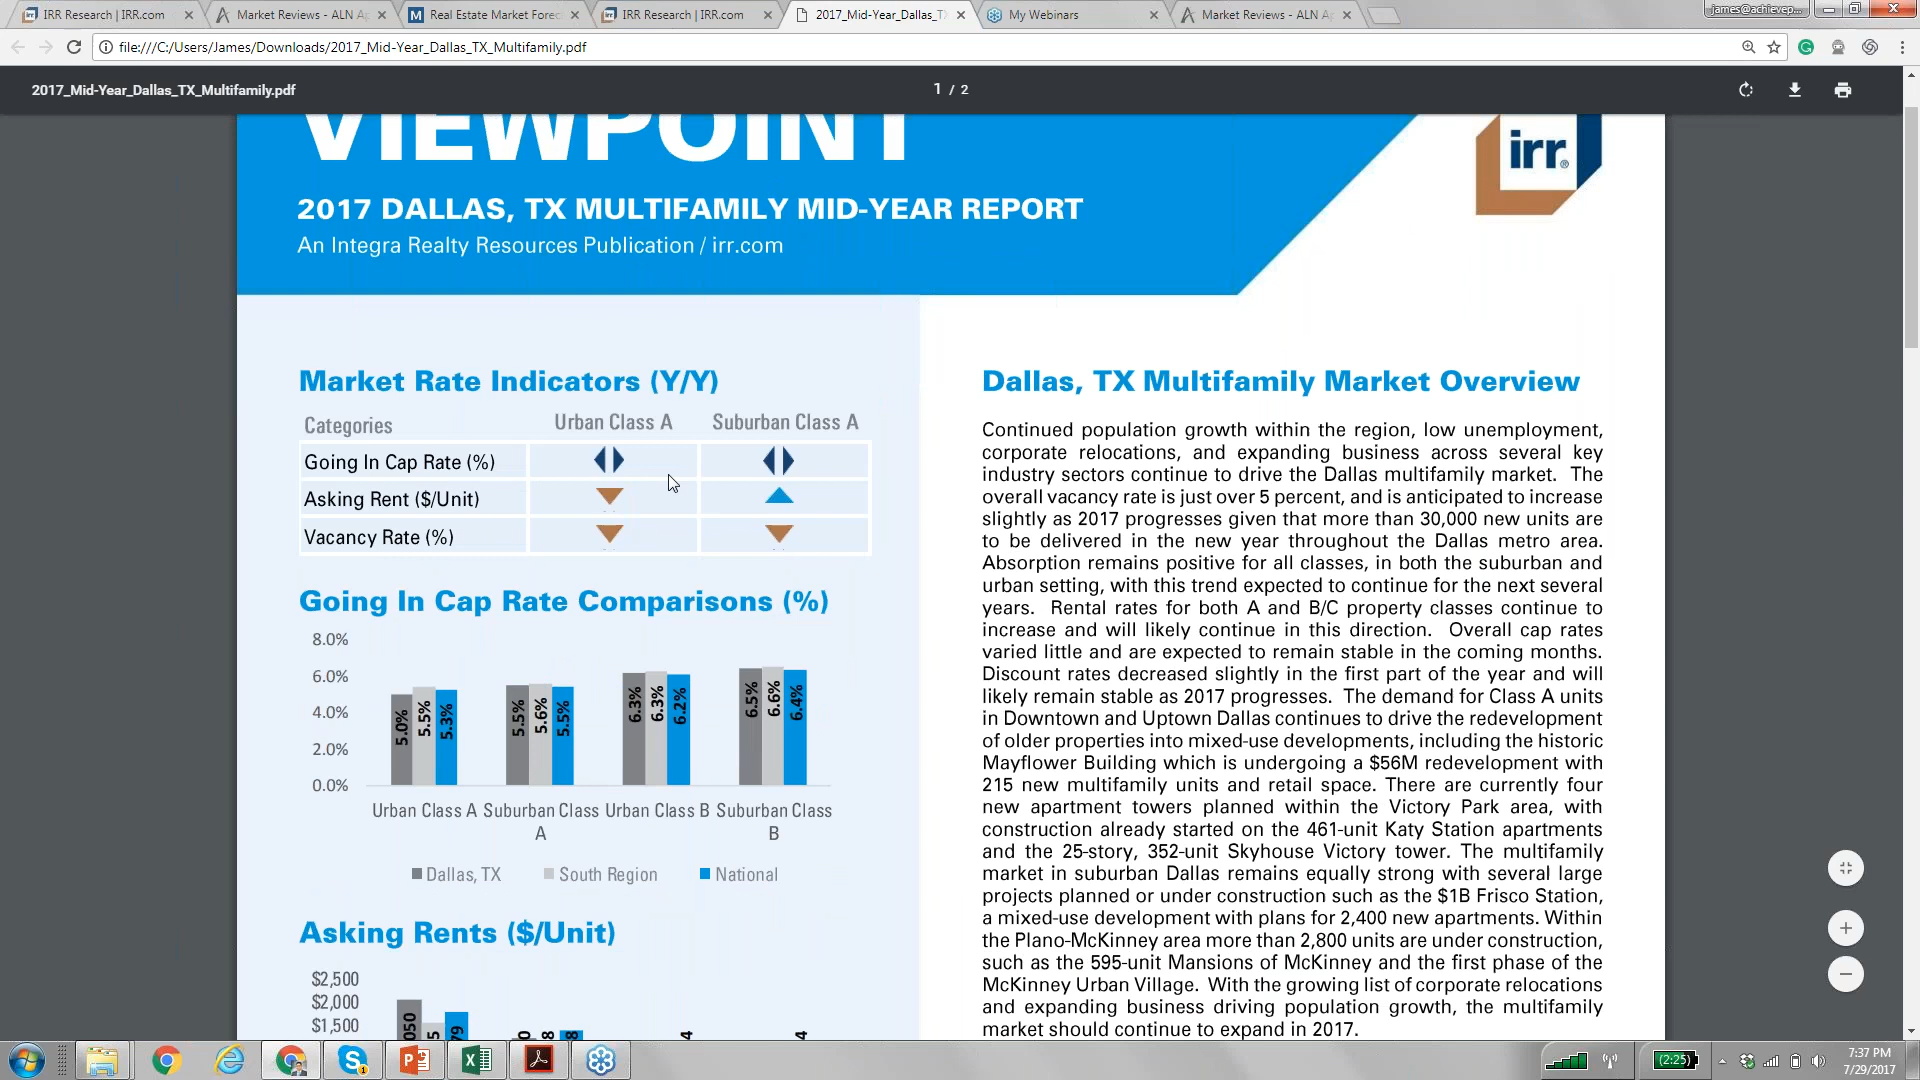 IRR Research | IRR.com
Market Reviews - ALN Ap
Real Estate Market Forec
IRR Research | IRR.com
2017_Mid-Year_Dallas_T
My Webinars
Market Reviews - ALN Ap
james@achievep...
file:///C:/Users/James/Downloads/2017_Mid-Year_Dallas_TX_Multifamily.pdf
2017_Mid-Year_Dallas_TX_Multifamily.pdf
1 / 2
VIEWPOINT
irr.®
2017 DALLAS, TX MULTIFAMILY MID-YEAR REPORT
An Integra Realty Resources Publication / irr.com
Market Rate Indicators (Y/Y)
Categories Urban Class A Suburban Class A
Going In Cap Rate (%)
Asking Rent ($/Unit)
Vacancy Rate (%)
Going In Cap Rate Comparisons (%)
8.0%
6.0%
4.0%
2.0%
0.0%
5.0% 5.5% 5.3% 5.5% 5.6% 5.5% 6.3% 6.3% 6.2% 6.5% 6.6% 6.4%
Urban Class A Suburban Class A Urban Class B Suburban Class B
Dallas, TX South Region National
Asking Rents ($/Unit)
$2,500
$2,000
$1,500
Dallas, TX Multifamily Market Overview
Continued population growth within the region, low unemployment,
corporate relocations, and expanding business across several key
industry sectors continue to drive the Dallas multifamily market. The
overall vacancy rate is just over 5 percent, and is anticipated to increase
slightly as 2017 progresses given that more than 30,000 new units are
to be delivered in the new year throughout the Dallas metro area.
Absorption remains positive for all classes, in both the suburban and
urban setting, with this trend expected to continue for the next several
years. Rental rates for both A and B/C property classes continue to
increase and will likely continue in this direction. Overall cap rates
varied little and are expected to remain stable in the coming months.
Discount rates decreased slightly in the first part of the year and will
likely remain stable as 2017 progresses. The demand for Class A units
in Downtown and Uptown Dallas continues to drive the redevelopment
of older properties into mixed-use developments, including the historic
Mayflower Building which is undergoing a $56M redevelopment with
215 new multifamily units and retail space. There are currently four
new apartment towers planned within the Victory Park area, with
construction already started on the 461-unit Katy Station apartments
and the 25-story, 352-unit Skyhouse Victory tower. The multifamily
market in suburban Dallas remains equally strong with several large
projects planned or under construction such as the $1B Frisco Station,
a mixed-use development with plans for 2,400 new apartments. Within
the Plano-McKinney area more than 2,800 units are under construction,
such as the 595-unit Mansions of McKinney and the first phase of the
McKinney Urban Village. With the growing list of corporate relocations
and expanding business driving population growth, the multifamily
market should continue to expand in 2017.
(2:25)
7:37 PM
7/29/2017